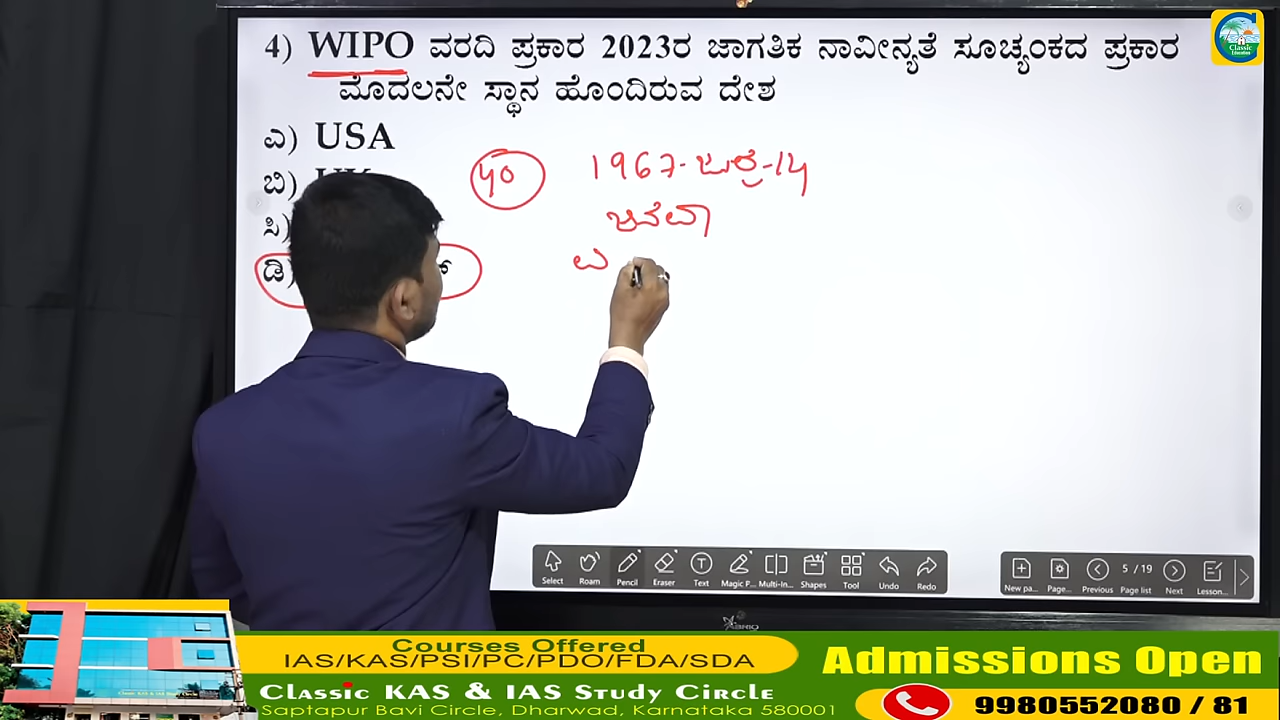 4) WIPO ವರದಿ ಪ್ರಕಾರ 2023ರ ಜಾಗತಿಕ ನಾವೀನ್ಯತೆ ಸೂಚ್ಯಂಕದ ಪ್ರಕಾರ
ಮೊದಲನೇ ಸ್ಥಾನ ಹೊಂದಿರುವ ದೇಶ
ಎ) USA
ಬಿ) UK
ಸಿ)
ಡಿ)
40
1967-ಜುಲೈ-14
ಜಿನೆವಾ
Classic
Education
Select Roam Pencil Eraser Text Magic P... Multi-In... Shapes Tool Undo Redo
New pa... Page... Previous 5 / 19 Page list Next Lesson...
Courses Offered
IAS/KAS/PSI/PC/PDO/FDA/SDA
Classic KAS & IAS Study Circle
Saptapur Bavi Circle, Dharwad, Karnataka 580001
Admissions Open
9980552080 / 81